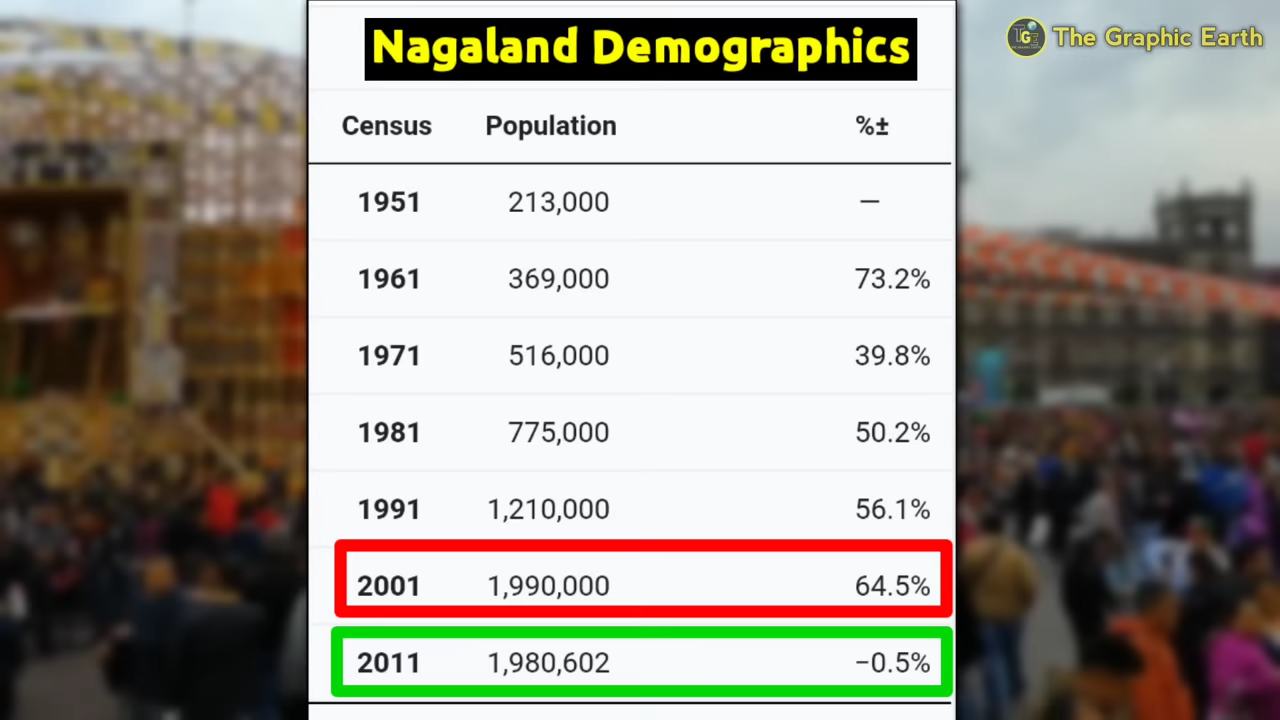 Nagaland Demographics
TGE The Graphic Earth
Census Population %±
1951 213,000 —
1961 369,000 73.2%
1971 516,000 39.8%
1981 775,000 50.2%
1991 1,210,000 56.1%
2001 1,990,000 64.5%
2011 1,980,602 −0.5%